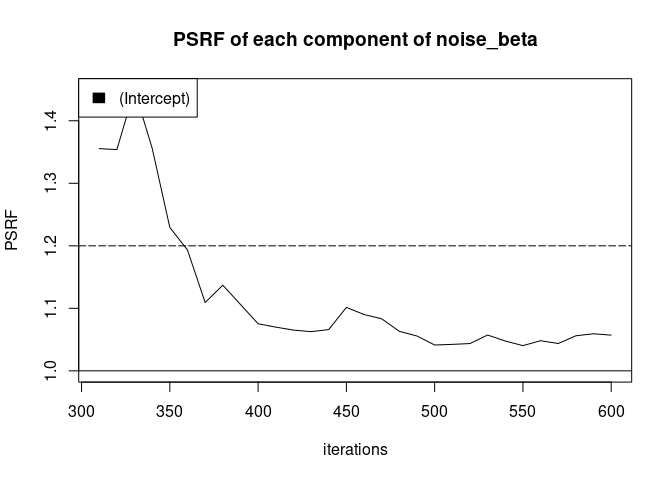 PSRF of each component of noise_beta
(Intercept)
PSRF
1.4
1.3
1.2
1.1
1.0
300 350 400 450 500 550 600
iterations